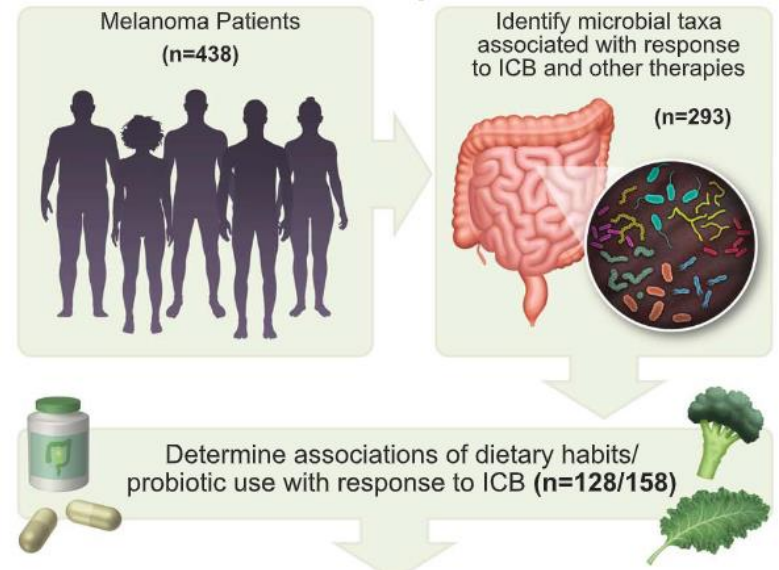 Melanoma Patients
(n=438)
Identify microbial taxa
associated with response
to ICB and other therapies
(n=293)
Determine associations of dietary habits/
probiotic use with response to ICB (n=128/158)